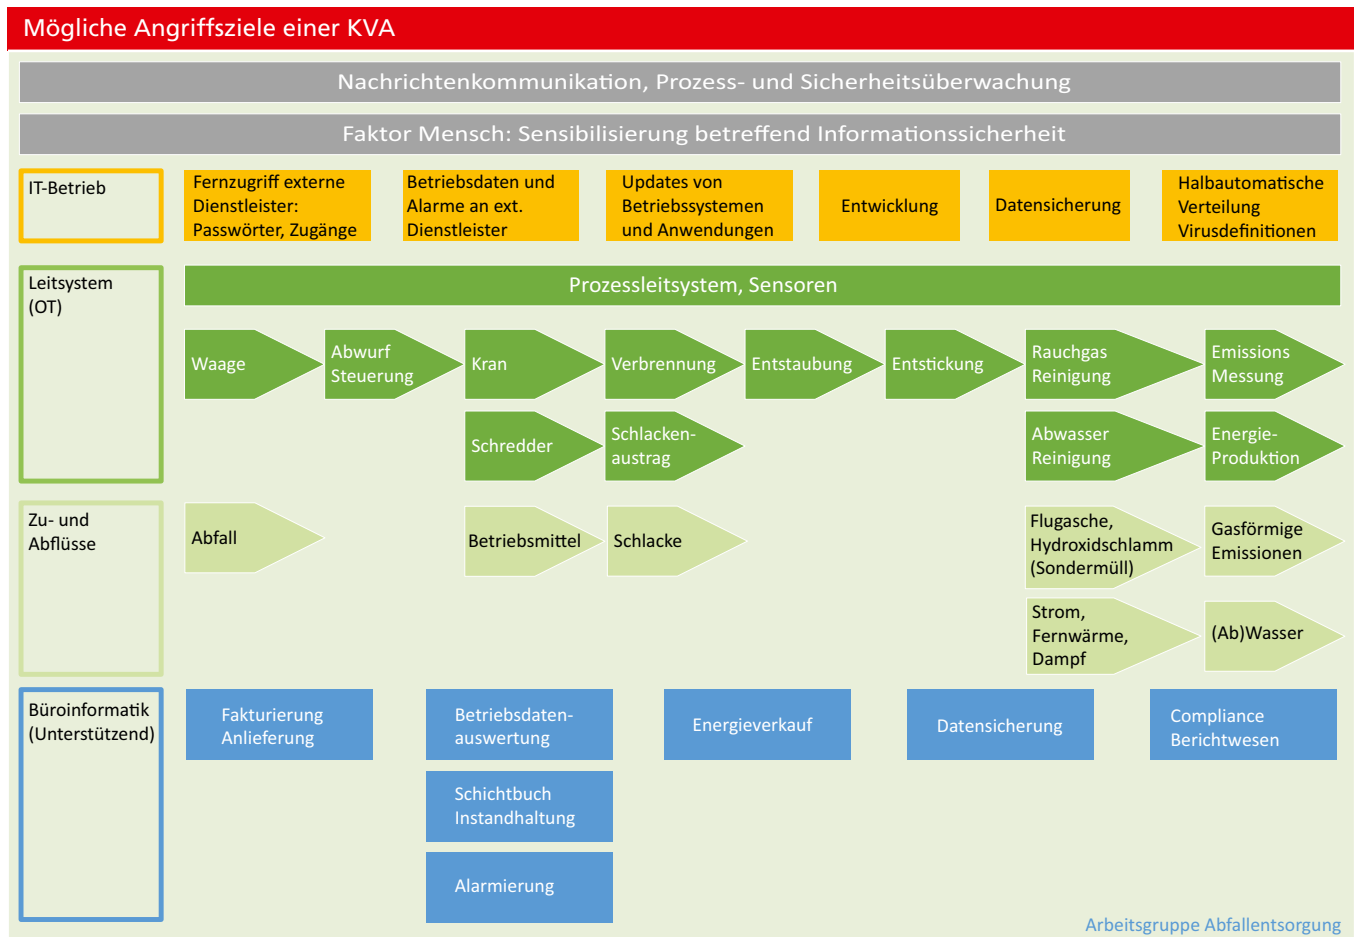 Mögliche Angriffsziele einer KVA
Nachrichtenkommunikation, Prozess- und Sicherheitsüberwachung
Faktor Mensch: Sensibilisierung betreffend Informationssicherheit
IT-Betrieb
Fernzugriff externe
Dienstleister:
Passwörter, Zugänge
Betriebsdaten und
Alarme an ext.
Dienstleister
Updates von
Betriebssystemen
und Anwendungen
Entwicklung
Datensicherung
Halbautomatische
Verteilung
Virusdefinitionen
Leitsystem
(OT)
Prozessleitsystem, Sensoren
Waage
Abwurf
Steuerung
Kran
Verbrennung
Entstaubung
Entstickung
Rauchgas
Reinigung
Emissions
Messung
Schredder
Schlacken-
austrag
Abwasser
Reinigung
Energie-
Produktion
Zu- und
Abflüsse
Abfall
Betriebsmittel
Schlacke
Flugasche,
Hydroxidschlamm
(Sondermüll)
Gasförmige
Emissionen
Strom,
Fernwärme,
Dampf
(Ab)Wasser
Büroinformatik
(Unterstützend)
Fakturierung
Anlieferung
Betriebsdaten-
auswertung
Energieverkauf
Datensicherung
Compliance
Berichtwesen
Schichtbuch
Instandhaltung
Alarmierung
Arbeitsgruppe Abfallentsorgung